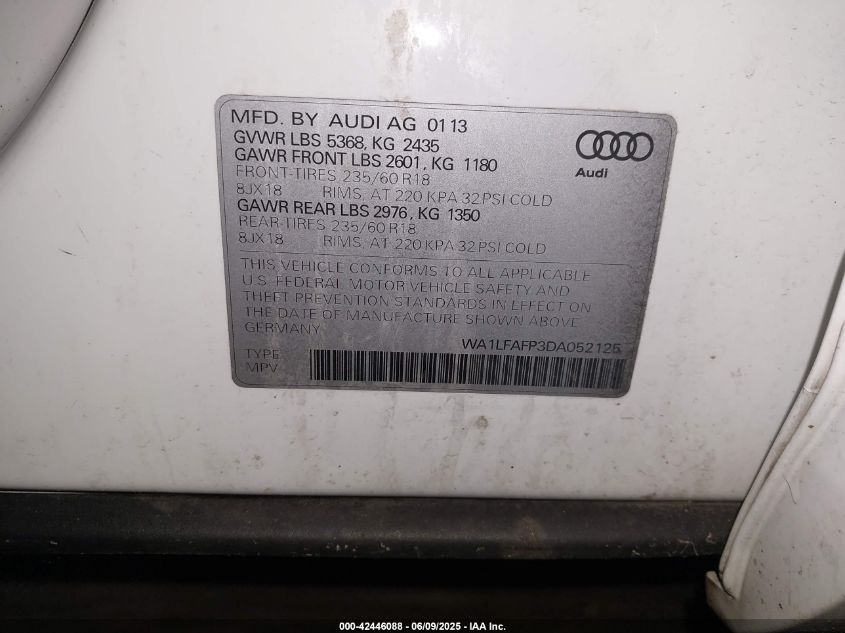 MFD. BY AUDI AG 01 13
GVWR LBS 5368, KG 2435
GAWR FRONT LBS 2601, KG 1180
FRONT-TIRES 235/60 R18
8JX18 RIMS, AT 220 KPA 32 PSI COLD
GAWR REAR LBS 2976, KG 1350
REAR-TIRES 235/60 R18
8JX18 RIMS, AT 220 KPA 32 PSI COLD
Audi
THIS VEHICLE CONFORMS TO ALL APPLICABLE
U.S. FEDERAL MOTOR VEHICLE SAFETY AND
THEFT PREVENTION STANDARDS IN EFFECT ON
THE DATE OF MANUFACTURE SHOWN ABOVE
GERMANY
WA1LFAFP3DA052125
TYPE
MPV
000-42446088 - 06/09/2025 - IAA Inc.